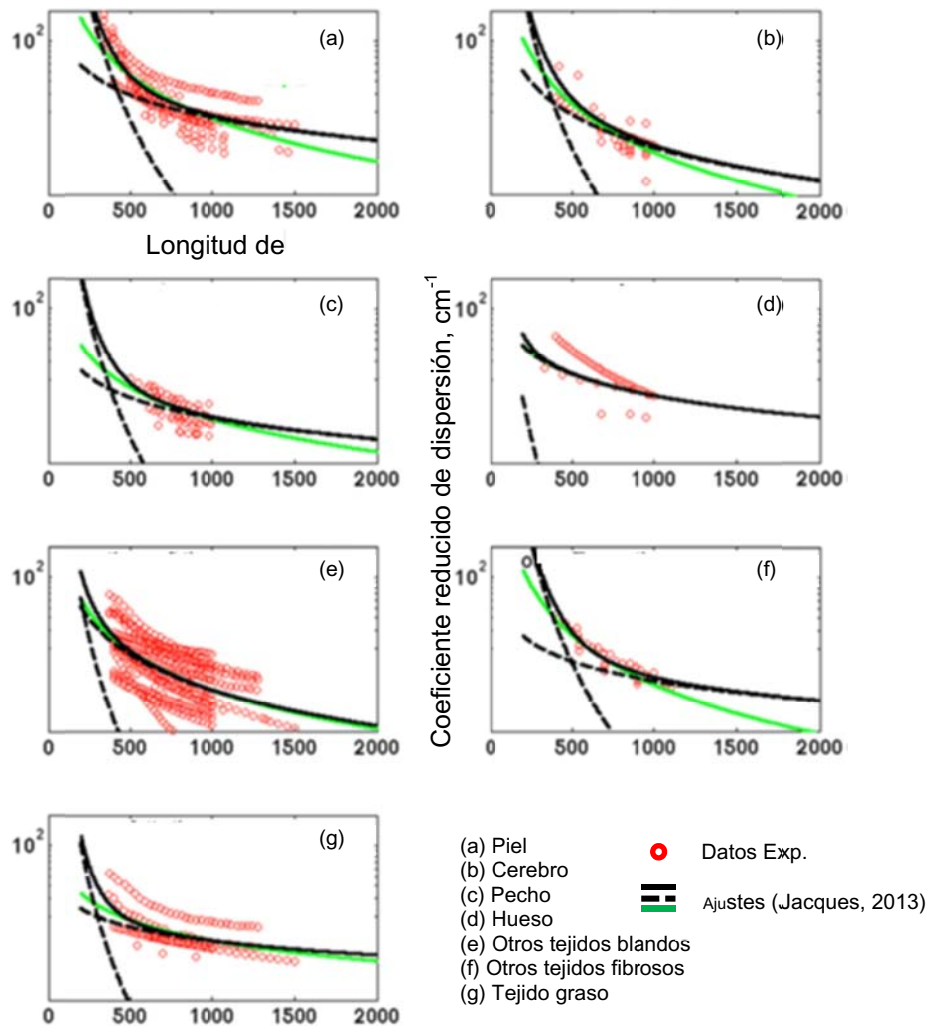 10²
(a)
0 500 1000 1500 2000
Longitud de
10²
(b)
0 500 1000 1500 2000
10²
(c)
0 500 1000 1500 2000
Coeficiente reducido de dispersión, cm⁻¹
10²
(d)
0 500 1000 1500 2000
10²
(e)
0 500 1000 1500 2000
10²
(f)
0 500 1000 1500 2000
10²
(g)
0 500 1000 1500 2000
(a) Piel
(b) Cerebro
(c) Pecho
(d) Hueso
(e) Otros tejidos blandos
(f) Otros tejidos fibrosos
(g) Tejido graso
Datos Exp.
Ajustes (Jacques, 2013)